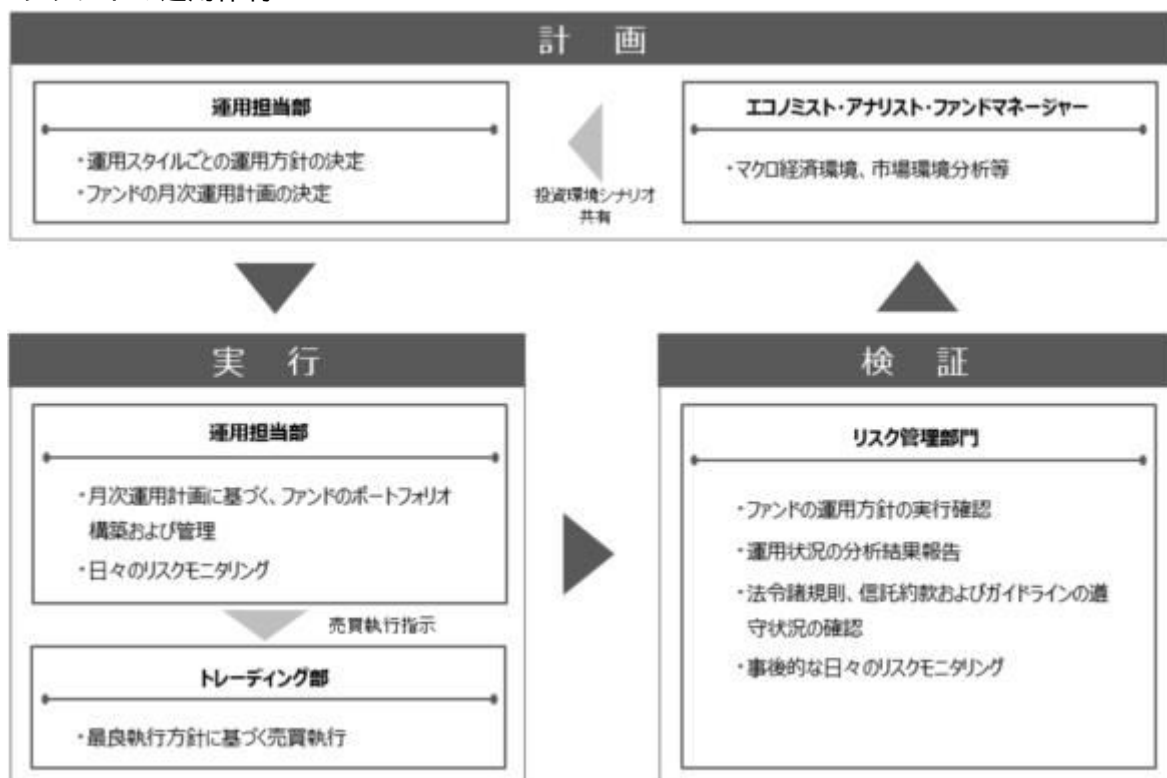 計 画
運用担当部
・運用スタイルごとの運用方針の決定
・ファンドの月次運用計画の決定
投資環境シナリオ
共有
エコノミスト・アナリスト・ファンドマネージャー
・マクロ経済環境、市場環境分析等
実 行
運用担当部
・月次運用計画に基づく、ファンドのポートフォリオ
構築および管理
・日々のリスクモニタリング
売買執行指示
トレーディング部
・最良執行方針に基づく売買執行
検 証
リスク管理部門
・ファンドの運用方針の実行確認
・運用状況の分析結果報告
・法令諸規則、信託約款およびガイドラインの遵
守状況の確認
・事後的な日々のリスクモニタリング